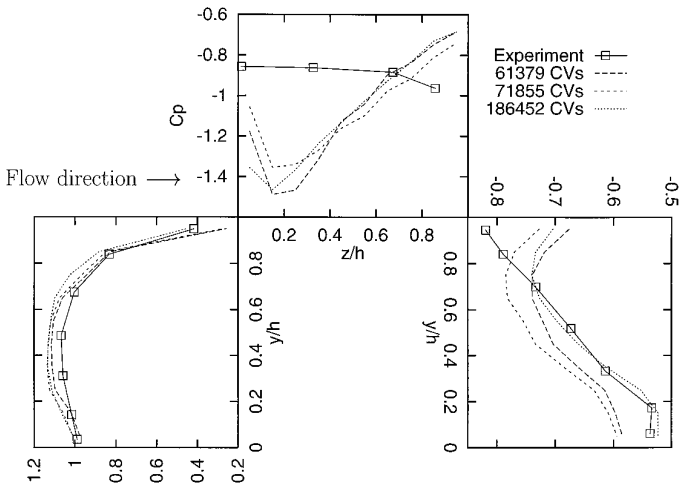 -0.6
-0.8
-1
-1.2
-1.4
Cp
0.2 0.4 0.6 0.8
z/h
Experiment
61379 CVs
71855 CVs
186452 CVs
Flow direction
0.8
0.6
0.4
0.2
0
y/h
1.2 1 0.8 0.6 0.4 0.2
-0.8 -0.7 -0.6 -0.5
0.8
0.6
0.4
0.2
0
y/h